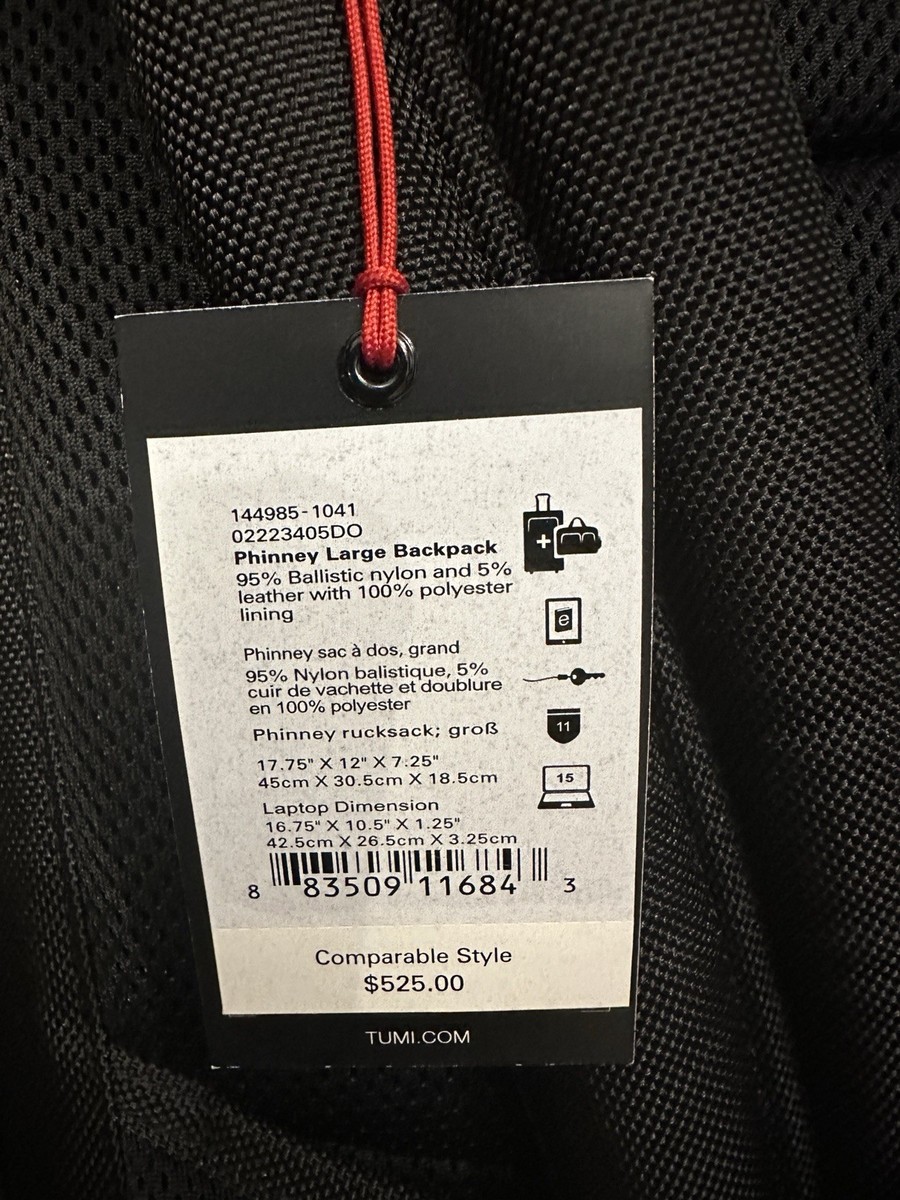 144985-1041
02223405DO
Phinney Large Backpack
95% Ballistic nylon and 5%
leather with 100% polyester
lining
Phinney sac à dos, grand
95% Nylon balistique, 5%
cuir de vachette et doublure
en 100% polyester
Phinney rucksack; groß
17.75" X 12" X 7.25"
45cm X 30.5cm X 18.5cm
Laptop Dimension
16.75" X 10.5" X 1.25"
42.5cm X 26.5cm X 3.25cm
e
11
15
8 83509 11684 3
Comparable Style
$525.00
TUMI.COM